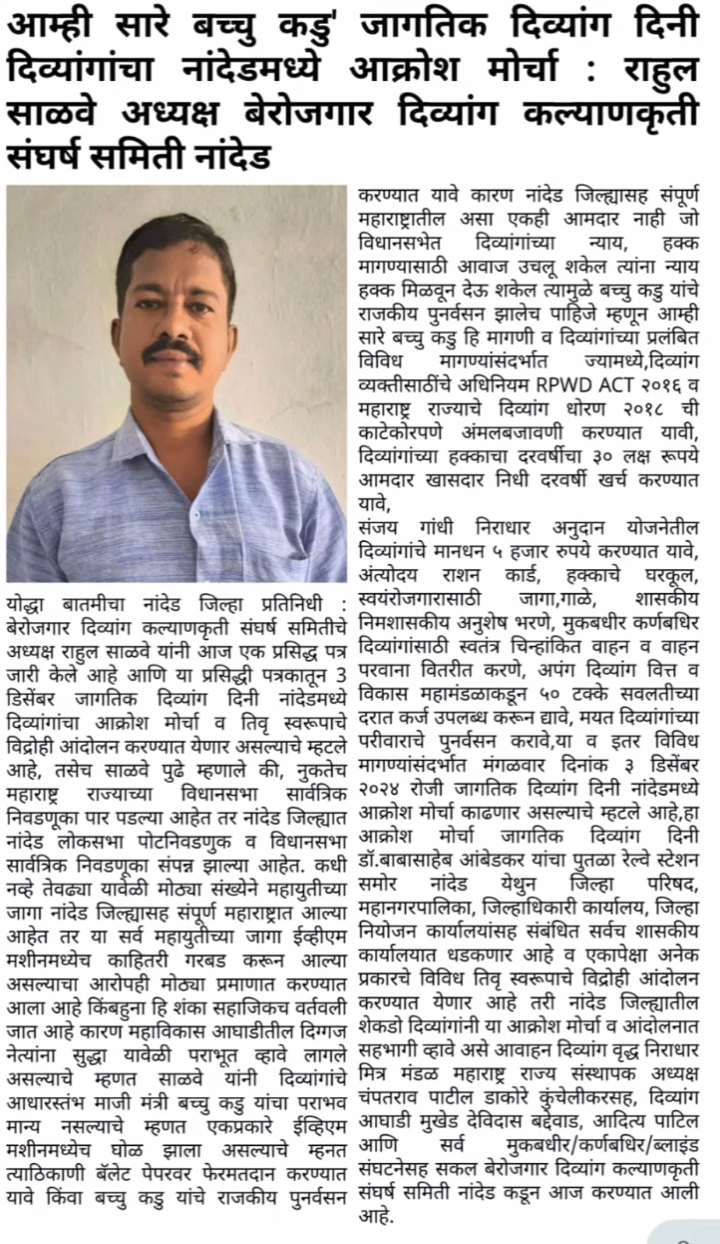 आम्ही सारे बच्चु कडु' जागतिक दिव्यांग दिनी
दिव्यांगांचा नांदेडमध्ये आक्रोश मोर्चा : राहुल
साळवे अध्यक्ष बेरोजगार दिव्यांग कल्याणकृती
संघर्ष समिती नांदेड
योद्धा बातमीचा नांदेड जिल्हा प्रतिनिधी :
बेरोजगार दिव्यांग कल्याणकृती संघर्ष समितीचे
अध्यक्ष राहुल साळवे यांनी आज एक प्रसिद्ध पत्र
जारी केले आहे आणि या प्रसिद्धी पत्रकातून 3
डिसेंबर जागतिक दिव्यांग दिनी नांदेडमध्ये
दिव्यांगांचा आक्रोश मोर्चा व तिवृ स्वरूपाचे
विद्रोही आंदोलन करण्यात येणार असल्याचे म्हटले
आहे, तसेच साळवे पुढे म्हणाले की, नुकतेच
महाराष्ट्र राज्याच्या विधानसभा सार्वत्रिक
निवडणूका पार पडल्या आहेत तर नांदेड जिल्ह्यात
नांदेड लोकसभा पोटनिवडणुक व विधानसभा
सार्वत्रिक निवडणूका संपन्न झाल्या आहेत. कधी
नव्हे तेवढ्या यावेळी मोठ्या संख्येने महायुतीच्या
जागा नांदेड जिल्ह्यासह संपूर्ण महाराष्ट्रात आल्या
आहेत तर या सर्व महायुतीच्या जागा ईव्हीएम
मशीनमध्येच काहितरी गरबड करून आल्या
असल्याचा आरोपही मोठ्या प्रमाणात करण्यात
आला आहे किंबहुना हि शंका सहाजिकच वर्तवली
जात आहे कारण महाविकास आघाडीतील दिग्गज
नेत्यांना सुद्धा यावेळी पराभूत व्हावे लागले
असल्याचे म्हणत साळवे यांनी दिव्यांगांचे
आधारस्तंभ माजी मंत्री बच्चु कडु यांचा पराभव
मान्य नसल्याचे म्हणत एकप्रकारे ईव्हिएम
मशीनमध्येच घोळ झाला असल्याचे म्हनत
त्याठिकाणी बॅलेट पेपरवर फेरमतदान करण्यात
यावे किंवा बच्चु कडु यांचे राजकीय पुनर्वसन
करण्यात यावे कारण नांदेड जिल्ह्यासह संपूर्ण
महाराष्ट्रातील असा एकही आमदार नाही जो
विधानसभेत दिव्यांगांच्या न्याय, हक्क
मागण्यासाठी आवाज उचलू शकेल त्यांना न्याय
हक्क मिळवून देऊ शकेल त्यामुळे बच्चु कडु यांचे
राजकीय पुनर्वसन झालेच पाहिजे म्हणून आम्ही
सारे बच्चु कडु हि मागणी व दिव्यांगांच्या प्रलंबित
विविध मागण्यांसंदर्भात ज्यामध्ये,दिव्यांग
व्यक्तीसाठींचे अधिनियम RPWD ACT २०१६ व
महाराष्ट्र राज्याचे दिव्यांग धोरण २०१८ ची
काटेकोरपणे अंमलबजावणी करण्यात यावी,
दिव्यांगांच्या हक्काचा दरवर्षीचा ३० लक्ष रूपये
आमदार खासदार निधी दरवर्षी खर्च करण्यात
यावे,
संजय गांधी निराधार अनुदान योजनेतील
दिव्यांगांचे मानधन ५ हजार रुपये करण्यात यावे,
अंत्योदय राशन कार्ड, हक्काचे घरकूल,
स्वयंरोजगारासाठी जागा,गाळे, शासकीय
निमशासकीय अनुशेष भरणे, मुकबधीर कर्णबधिर
दिव्यांगांसाठी स्वतंत्र चिन्हांकित वाहन व वाहन
परवाना वितरीत करणे, अपंग दिव्यांग वित्त व
विकास महामंडळाकडून ५० टक्के सवलतीच्या
दरात कर्ज उपलब्ध करून द्यावे, मयत दिव्यांगांच्या
परीवाराचे पुनर्वसन करावे,या व इतर विविध
मागण्यांसंदर्भात मंगळवार दिनांक ३ डिसेंबर
२०२४ रोजी जागतिक दिव्यांग दिनी नांदेडमध्ये
आक्रोश मोर्चा काढणार असल्याचे म्हटले आहे,हा
आक्रोश मोर्चा जागतिक दिव्यांग दिनी
डॉ.बाबासाहेब आंबेडकर यांचा पुतळा रेल्वे स्टेशन
समोर नांदेड येथुन जिल्हा परिषद,
महानगरपालिका, जिल्हाधिकारी कार्यालय, जिल्हा
नियोजन कार्यालयांसह संबंधित सर्वच शासकीय
कार्यालयात धडकणार आहे व एकापेक्षा अनेक
प्रकारचे विविध तिवृ स्वरूपाचे विद्रोही आंदोलन
करण्यात येणार आहे तरी नांदेड जिल्ह्यातील
शेकडो दिव्यांगांनी या आक्रोश मोर्चा व आंदोलनात
सहभागी व्हावे असे आवाहन दिव्यांग वृद्ध निराधार
मित्र मंडळ महाराष्ट्र राज्य संस्थापक अध्यक्ष
चंपतराव पाटील डाकोरे कुंचेलीकरसह, दिव्यांग
आघाडी मुखेड देविदास बद्देवाड, आदित्य पाटिल
आणि सर्व मुकबधीर/कर्णबधिर/ब्लाइंड
संघटनेसह सकल बेरोजगार दिव्यांग कल्याणकृती
संघर्ष समिती नांदेड कडून आज करण्यात आली
आहे.